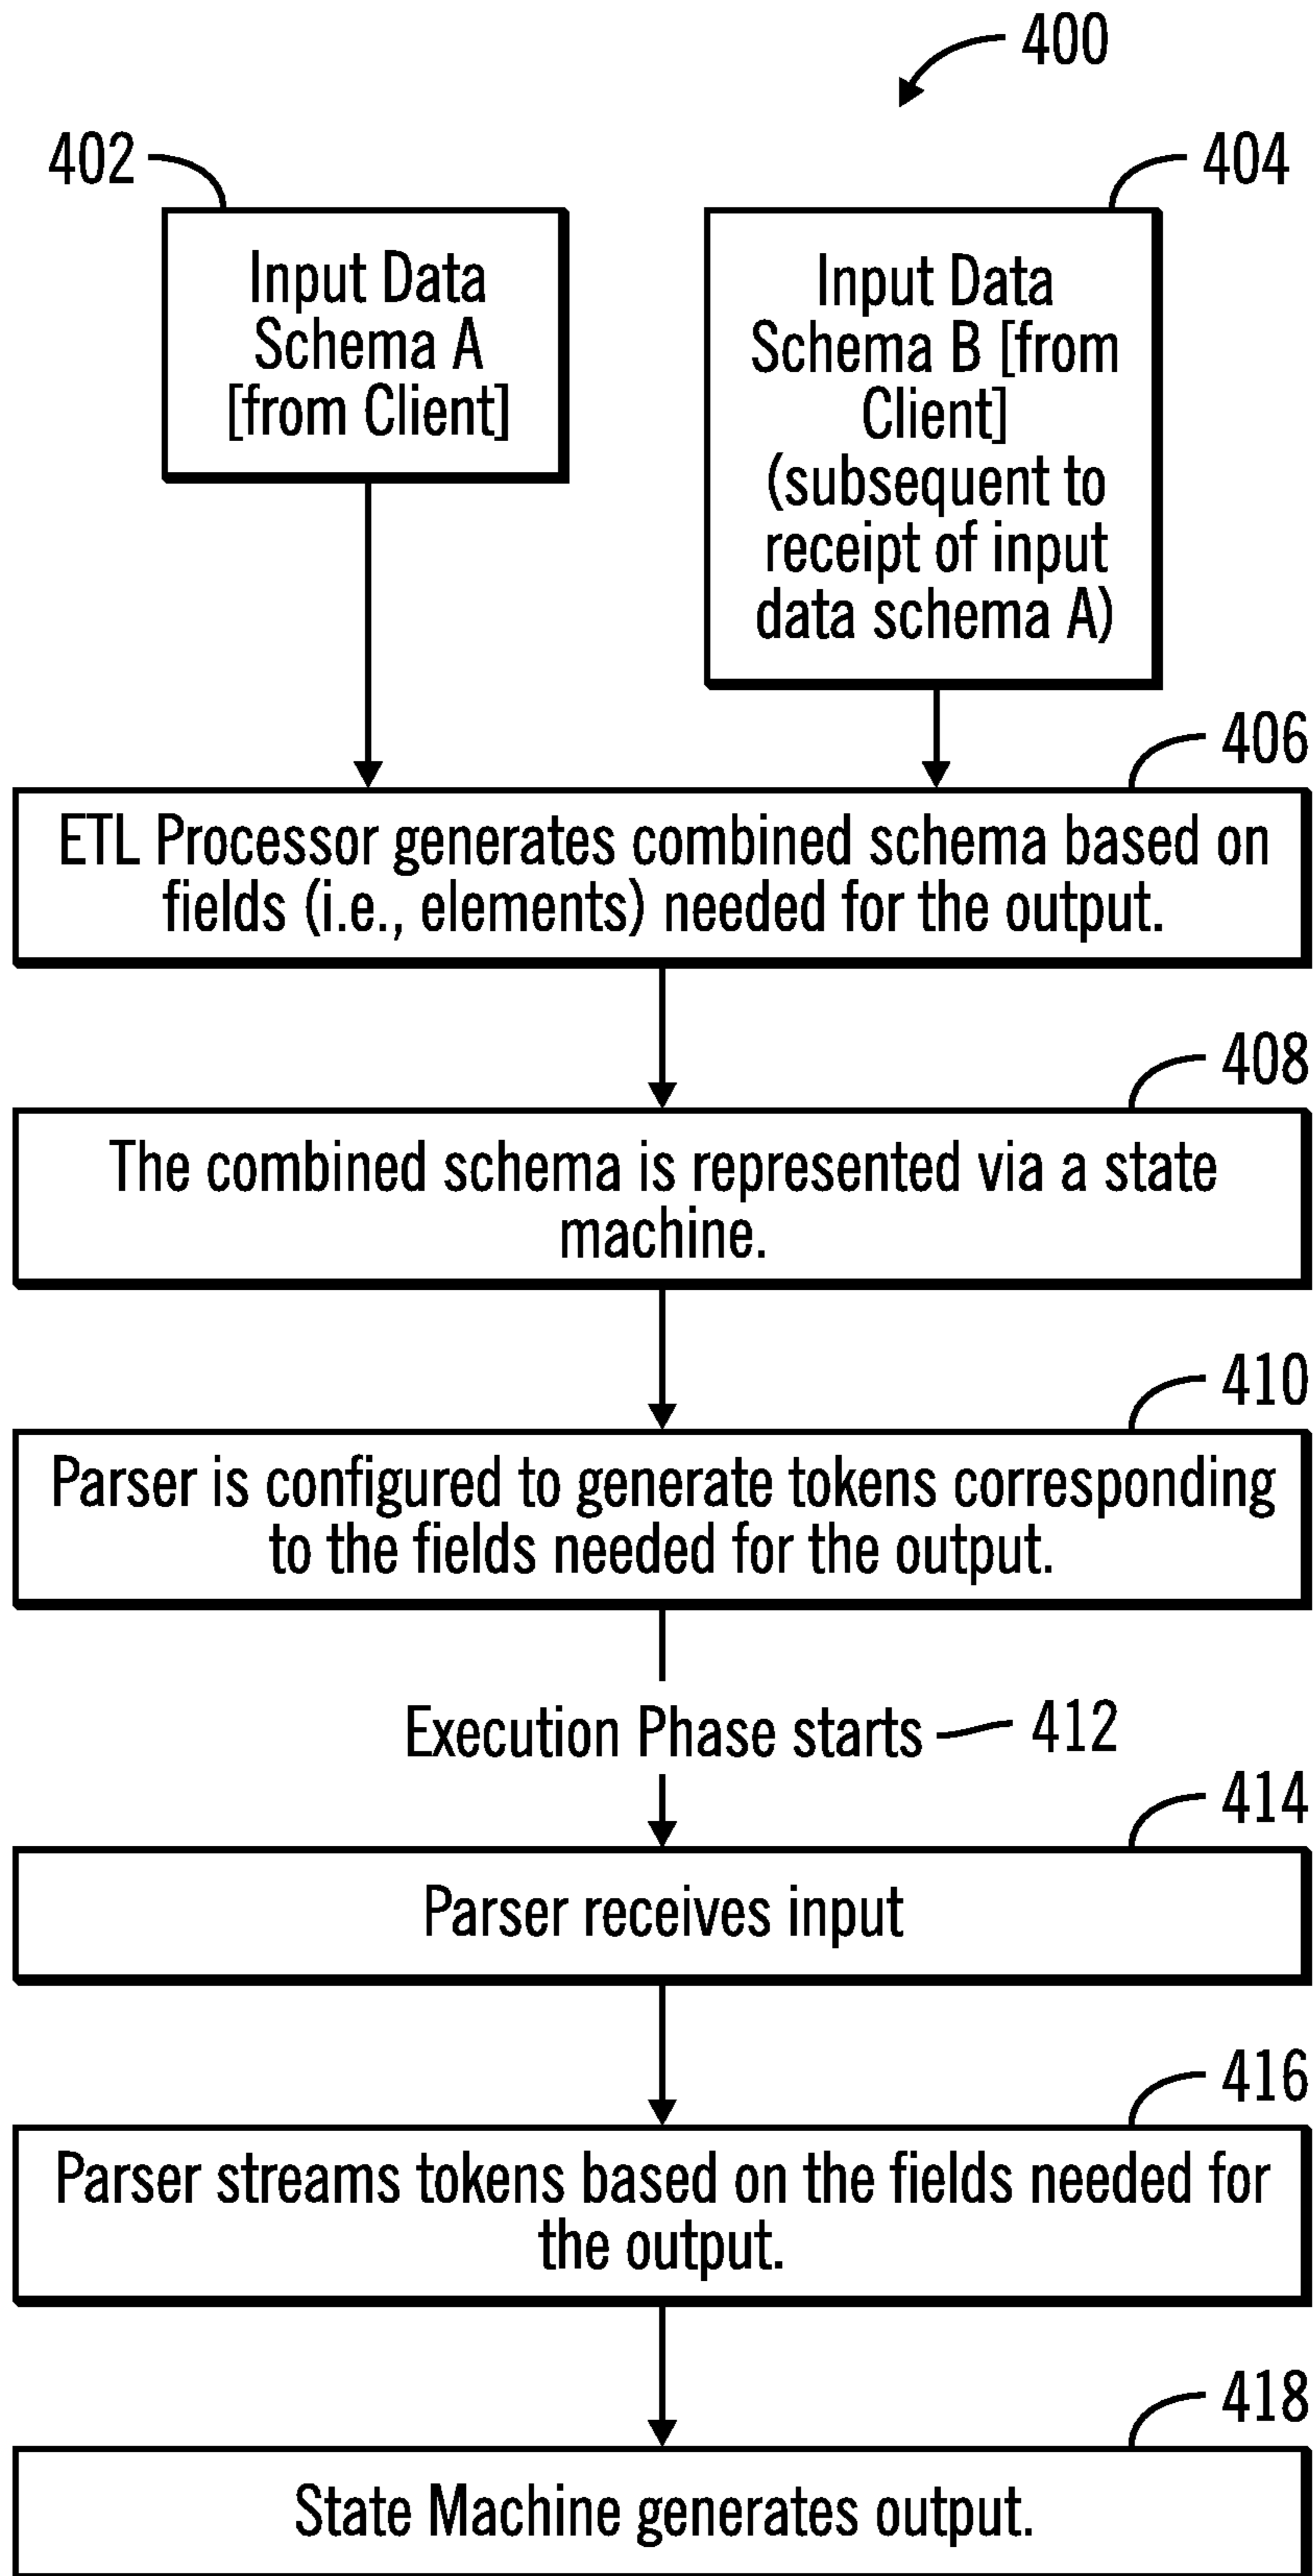 400
402
404
Input Data
Schema A
[from Client]
Input Data
Schema B [from
Client]
(subsequent to
receipt of input
data schema A)
406
ETL Processor generates combined schema based on
fields (i.e., elements) needed for the output.
408
The combined schema is represented via a state
machine.
410
Parser is configured to generate tokens corresponding
to the fields needed for the output.
Execution Phase starts 412
414
Parser receives input
416
Parser streams tokens based on the fields needed for
the output.
418
State Machine generates output.